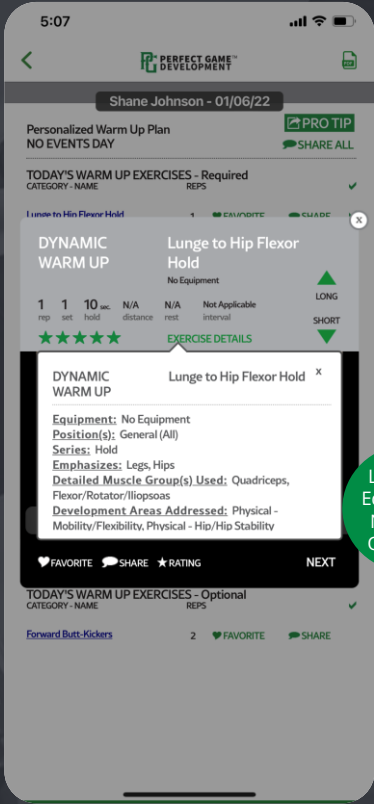 5:07
PG PERFECT GAME™
DEVELOPMENT
PDF
Shane Johnson - 01/06/22
Personalized Warm Up Plan
NO EVENTS DAY
PRO TIP
SHARE ALL
TODAY'S WARM UP EXERCISES - Required
CATEGORY - NAME REPS
Lunge to Hip Flexor Hold 1 FAVORITE SHARE
x
DYNAMIC
WARM UP
Lunge to Hip Flexor
Hold
No Equipment
LONG
1 1 10 sec. N/A N/A Not Applicable
rep set hold distance rest interval
SHORT
EXERCISE DETAILS
DYNAMIC
WARM UP
Lunge to Hip Flexor Hold x
Equipment: No Equipment
Position(s): General (All)
Series: Hold
Emphasizes: Legs, Hips
Detailed Muscle Group(s) Used: Quadriceps,
Flexor/Rotator/Iliopsoas
Development Areas Addressed: Physical -
Mobility/Flexibility, Physical - Hip/Hip Stability
FAVORITE SHARE RATING NEXT
TODAY'S WARM UP EXERCISES - Optional
CATEGORY - NAME REPS
Forward Butt-Kickers 2 FAVORITE SHARE